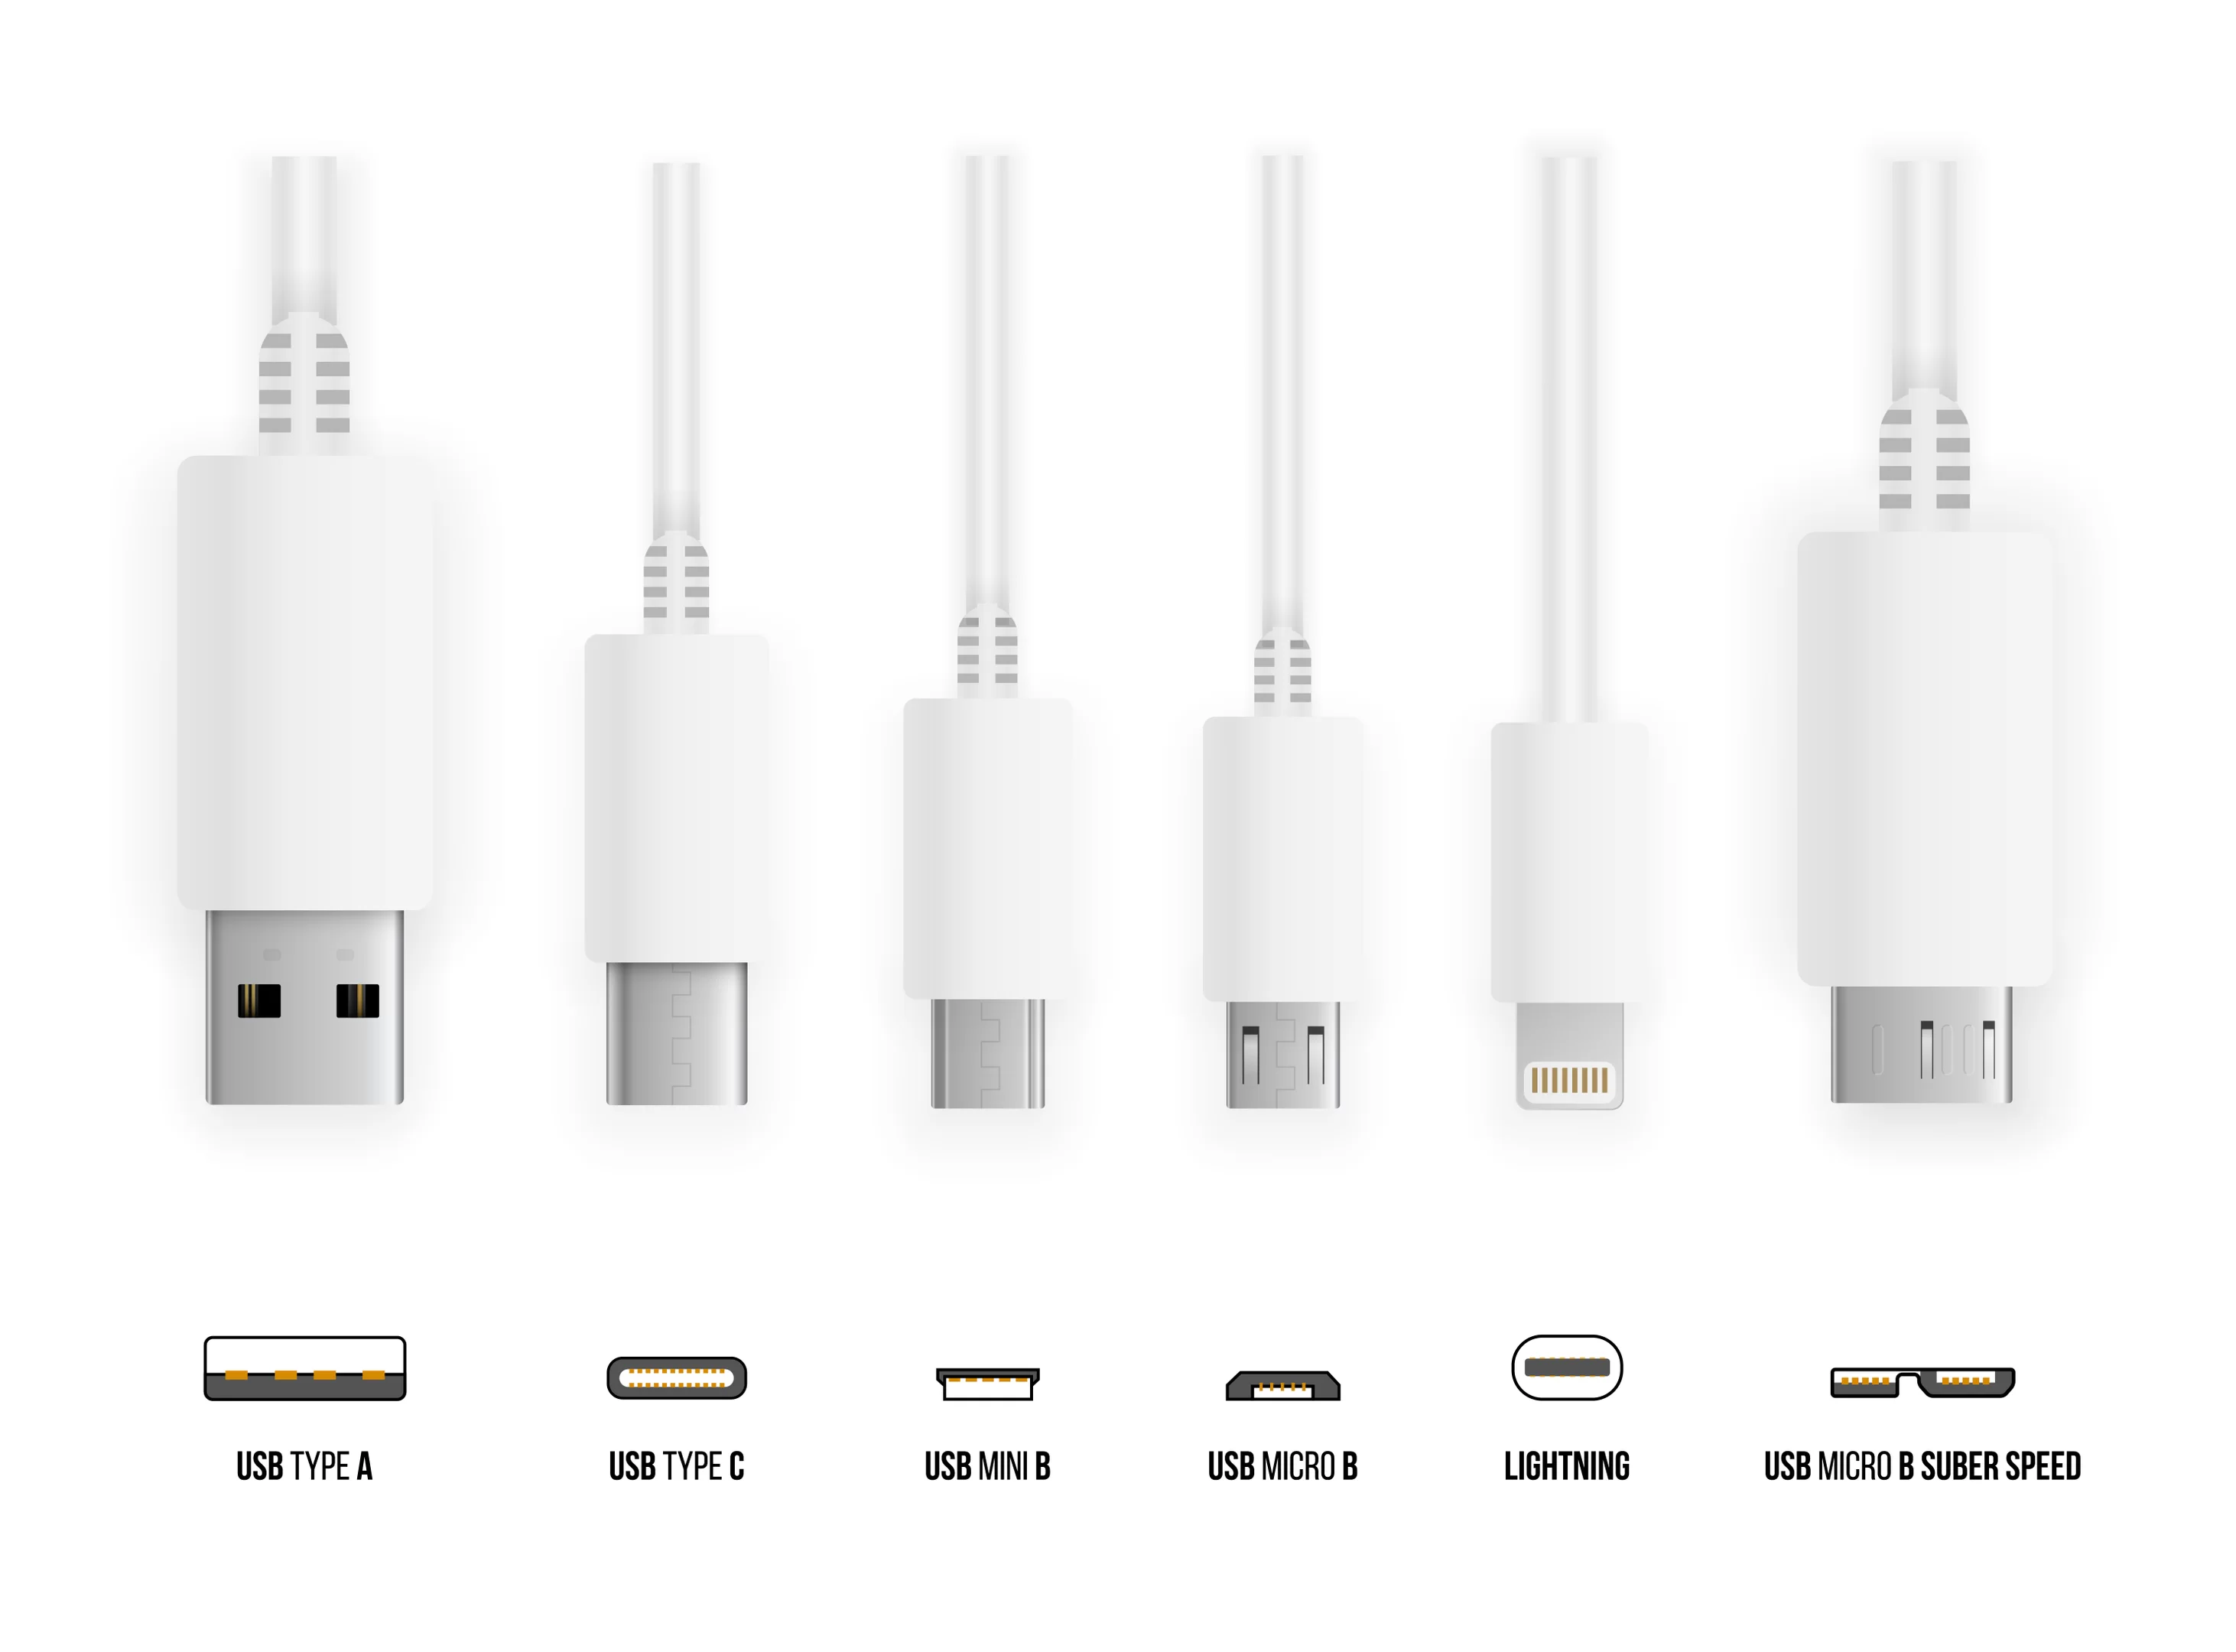 USB TYPE A
USB TYPE C
USB MINI B
USB MICRO B
LIGHTNING
USB MICRO B SUBER SPEED